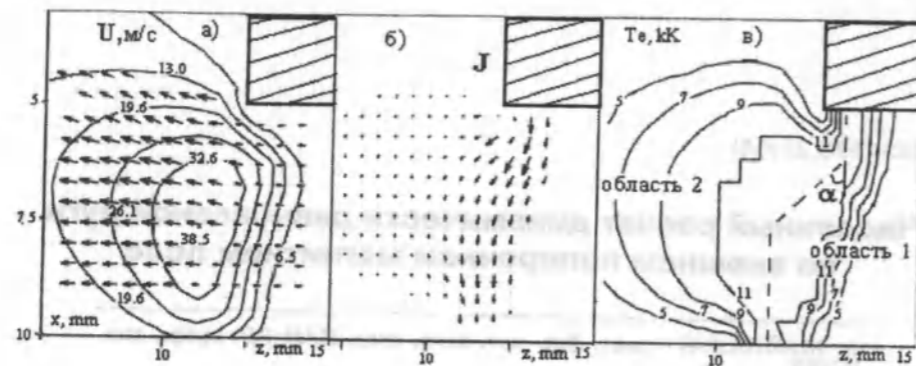 U,м/с а)
13.0
5
19.6
32.6
26.1
38.5
6.5
7.5
19.6
x, mm
10
10 z, mm 15
б)
J
10 z, mm 15
Te, kK в)
5 7 9
11
область 2
α
область 1
11
9
7
5
7
9
z, mm 15
10